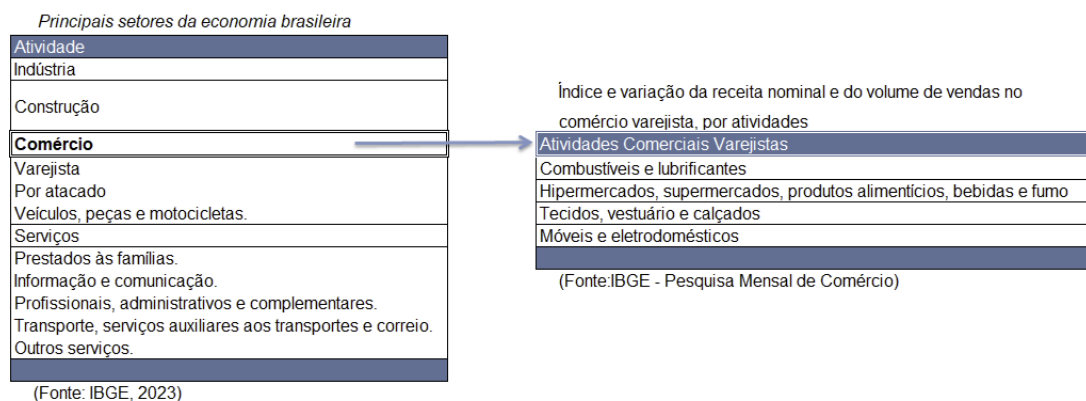 Principais setores da economia brasileira
Atividade
Indústria
Construção
Comércio
Varejista
Por atacado
Veículos, peças e motocicletas.
Serviços
Prestados às famílias.
Informação e comunicação.
Profissionais, administrativos e complementares.
Transporte, serviços auxiliares aos transportes e correio.
Outros serviços.
(Fonte: IBGE, 2023)
Índice e variação da receita nominal e do volume de vendas no
comércio varejista, por atividades
Atividades Comerciais Varejistas
Combustíveis e lubrificantes
Hipermercados, supermercados, produtos alimentícios, bebidas e fumo
Tecidos, vestuário e calçados
Móveis e eletrodomésticos
(Fonte:IBGE - Pesquisa Mensal de Comércio)